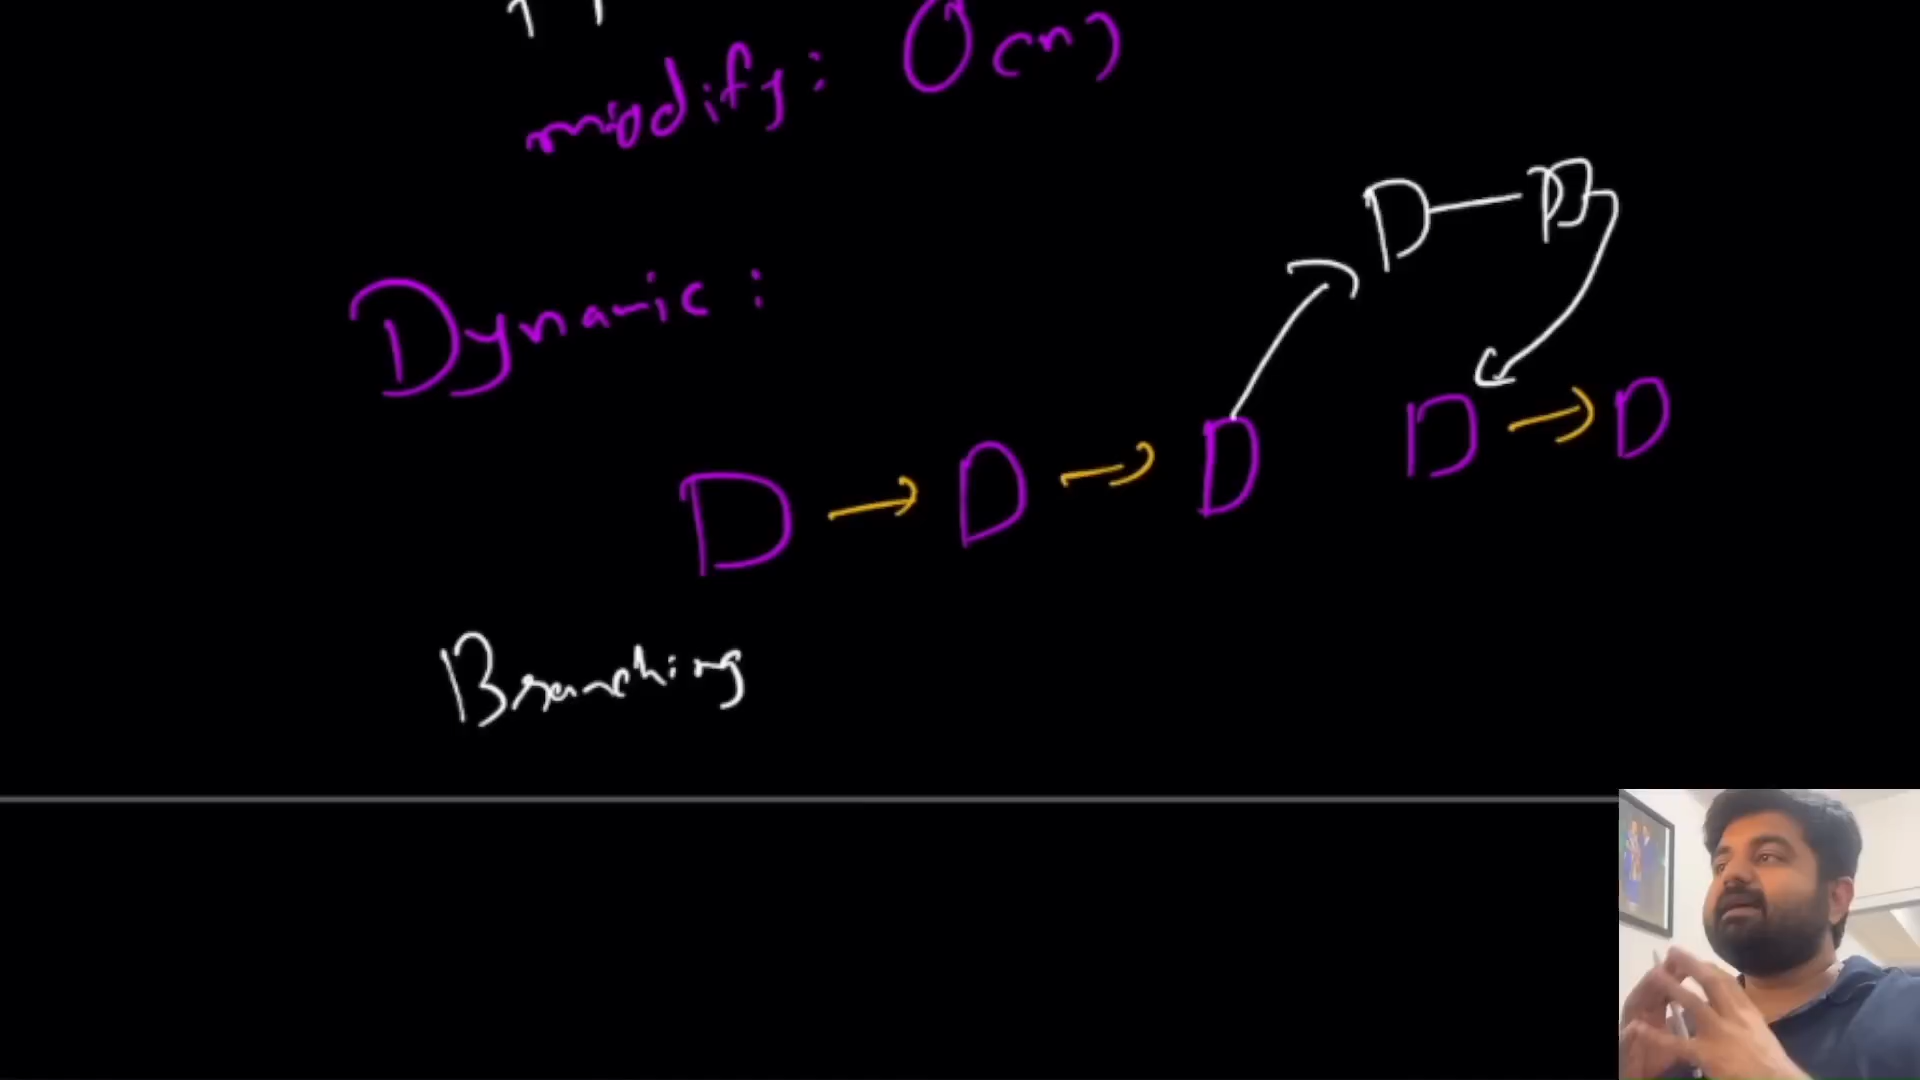 modify: O(n)
Dynamic:
D — D
D → D → D D → D
Branching